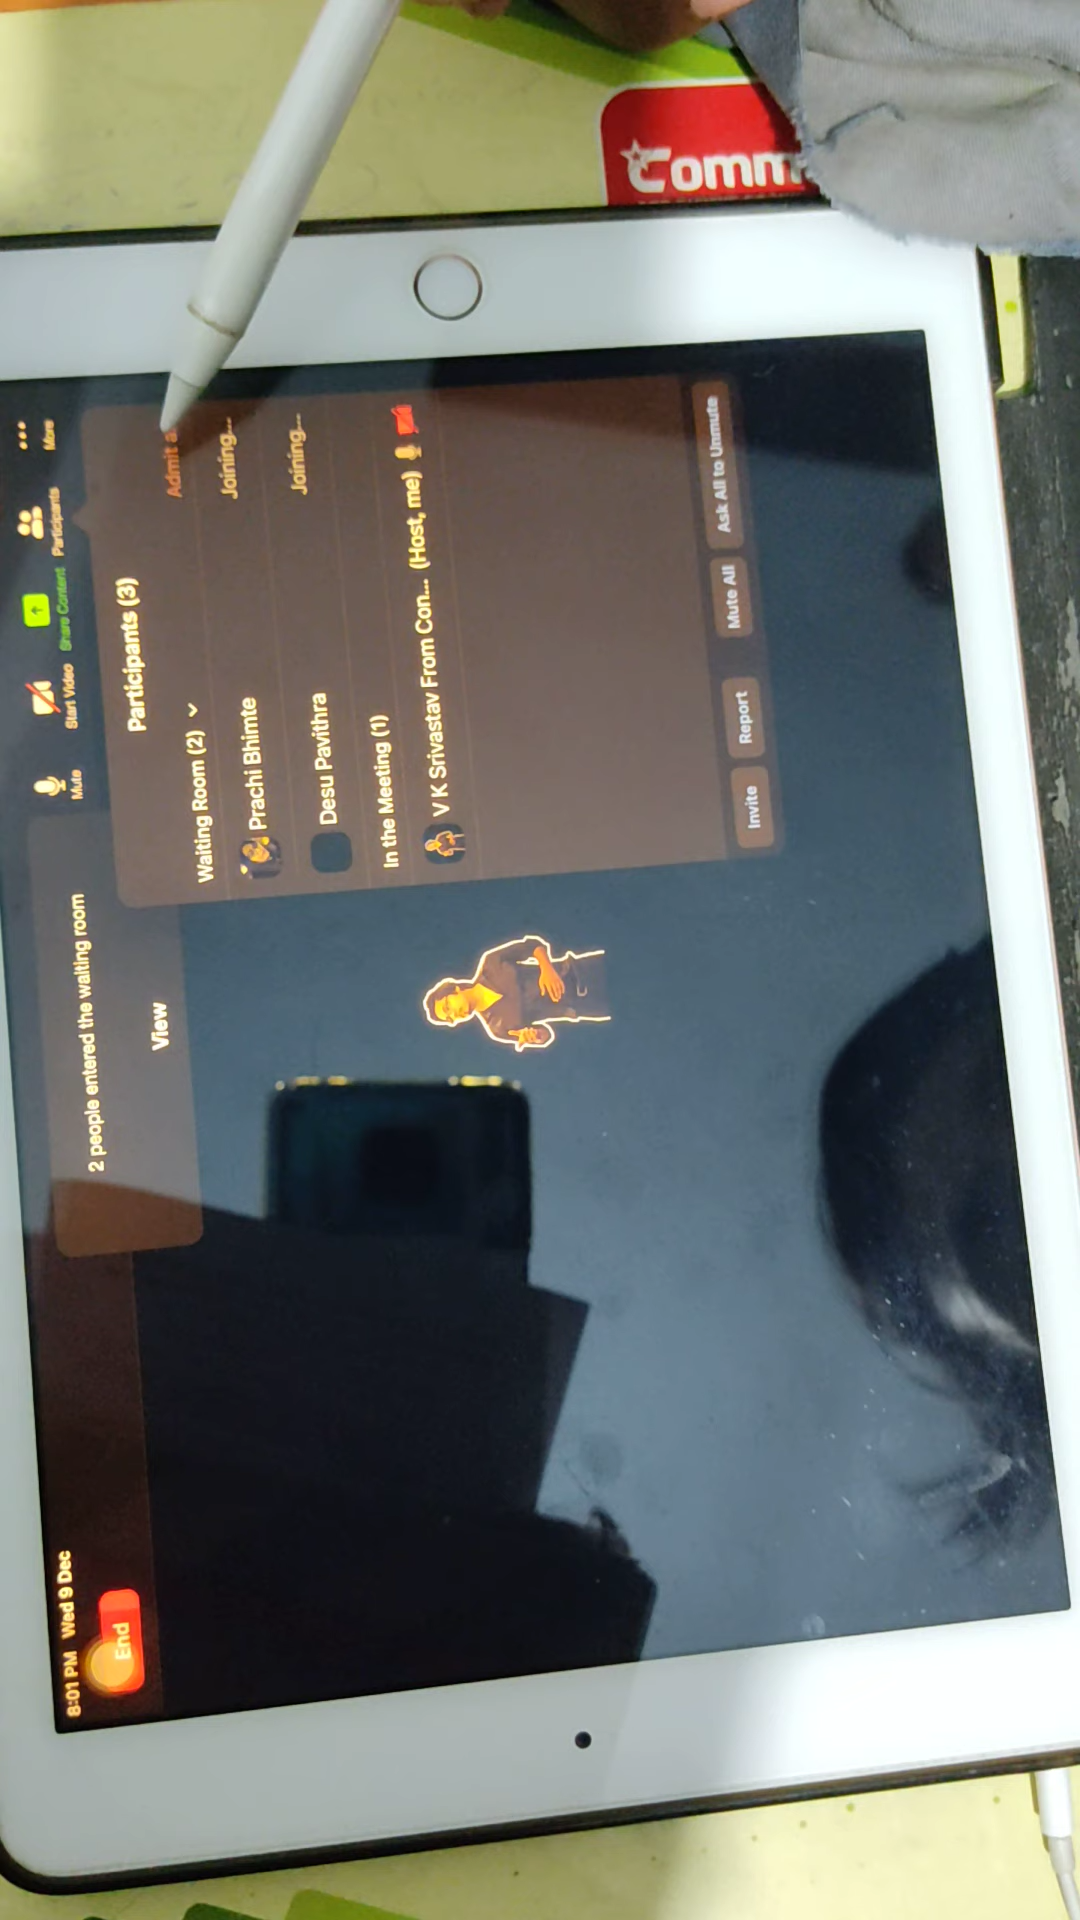 8:01 PM Wed 9 Dec
End
Mute
Start Video
Share Content
Participants
More
2 people entered the waiting room
View
Participants (3)
Waiting Room (2)
Admit a
Prachi Bhimte
Joining...
Desu Pavithra
Joining...
In the Meeting (1)
V K Srivastav From Con... (Host, me)
Invite
Report
Mute All
Ask All to Unmute
Comm